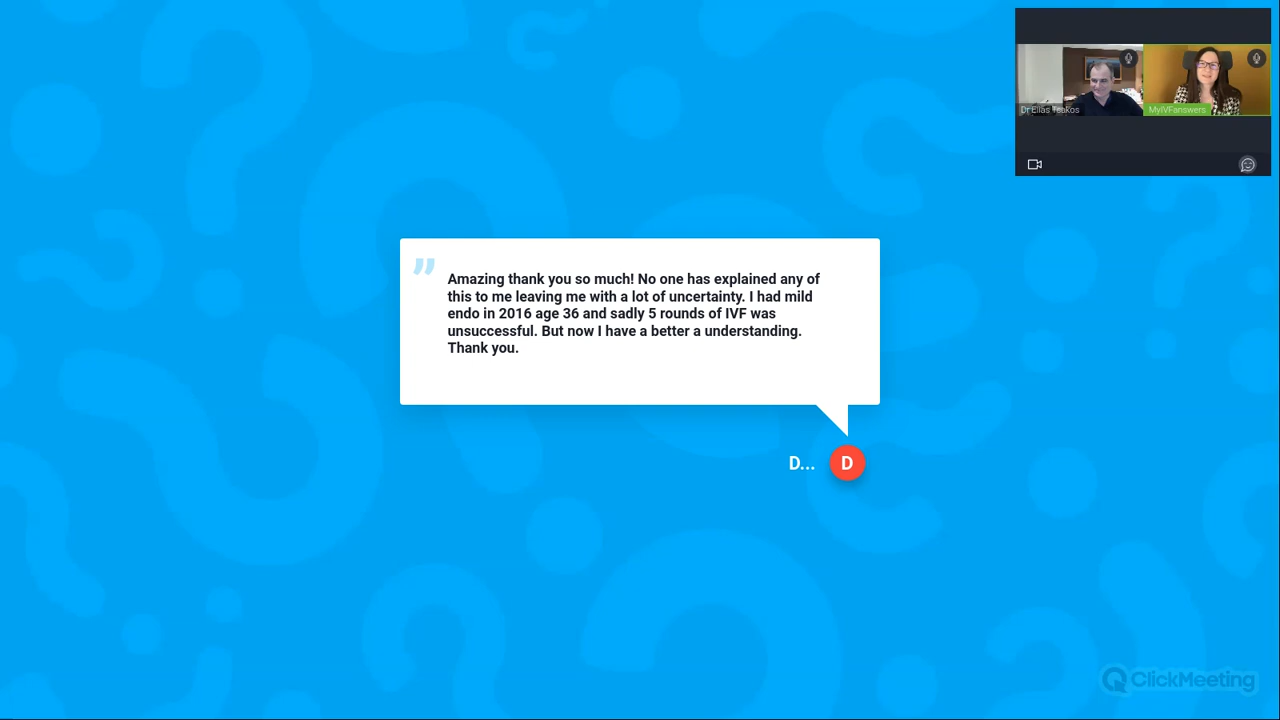 Dr Elias Tsakos
MyIVFanswers
Amazing thank you so much! No one has explained any of
this to me leaving me with a lot of uncertainty. I had mild
endo in 2016 age 36 and sadly 5 rounds of IVF was
unsuccessful. But now I have a better a understanding.
Thank you.
D...
D
ClickMeeting